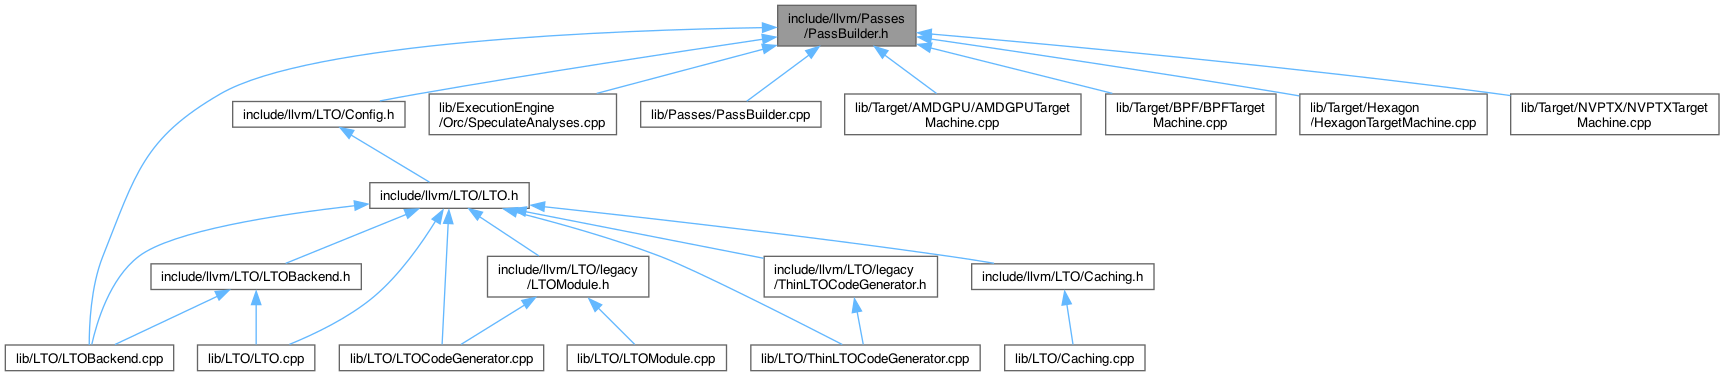 include/llvm/Passes
/PassBuilder.h
include/llvm/LTO/Config.h
lib/ExecutionEngine
/Orc/SpeculateAnalyses.cpp
lib/Passes/PassBuilder.cpp
lib/Target/AMDGPU/AMDGPUTarget
Machine.cpp
lib/Target/BPF/BPFTarget
Machine.cpp
lib/Target/Hexagon
/HexagonTargetMachine.cpp
lib/Target/NVPTX/NVPTXTarget
Machine.cpp
include/llvm/LTO/LTO.h
include/llvm/LTO/LTOBackend.h
include/llvm/LTO/legacy
/LTOModule.h
include/llvm/LTO/legacy
/ThinLTOCodeGenerator.h
include/llvm/LTO/Caching.h
lib/LTO/LTOBackend.cpp
lib/LTO/LTO.cpp
lib/LTO/LTOCodeGenerator.cpp
lib/LTO/LTOModule.cpp
lib/LTO/ThinLTOCodeGenerator.cpp
lib/LTO/Caching.cpp